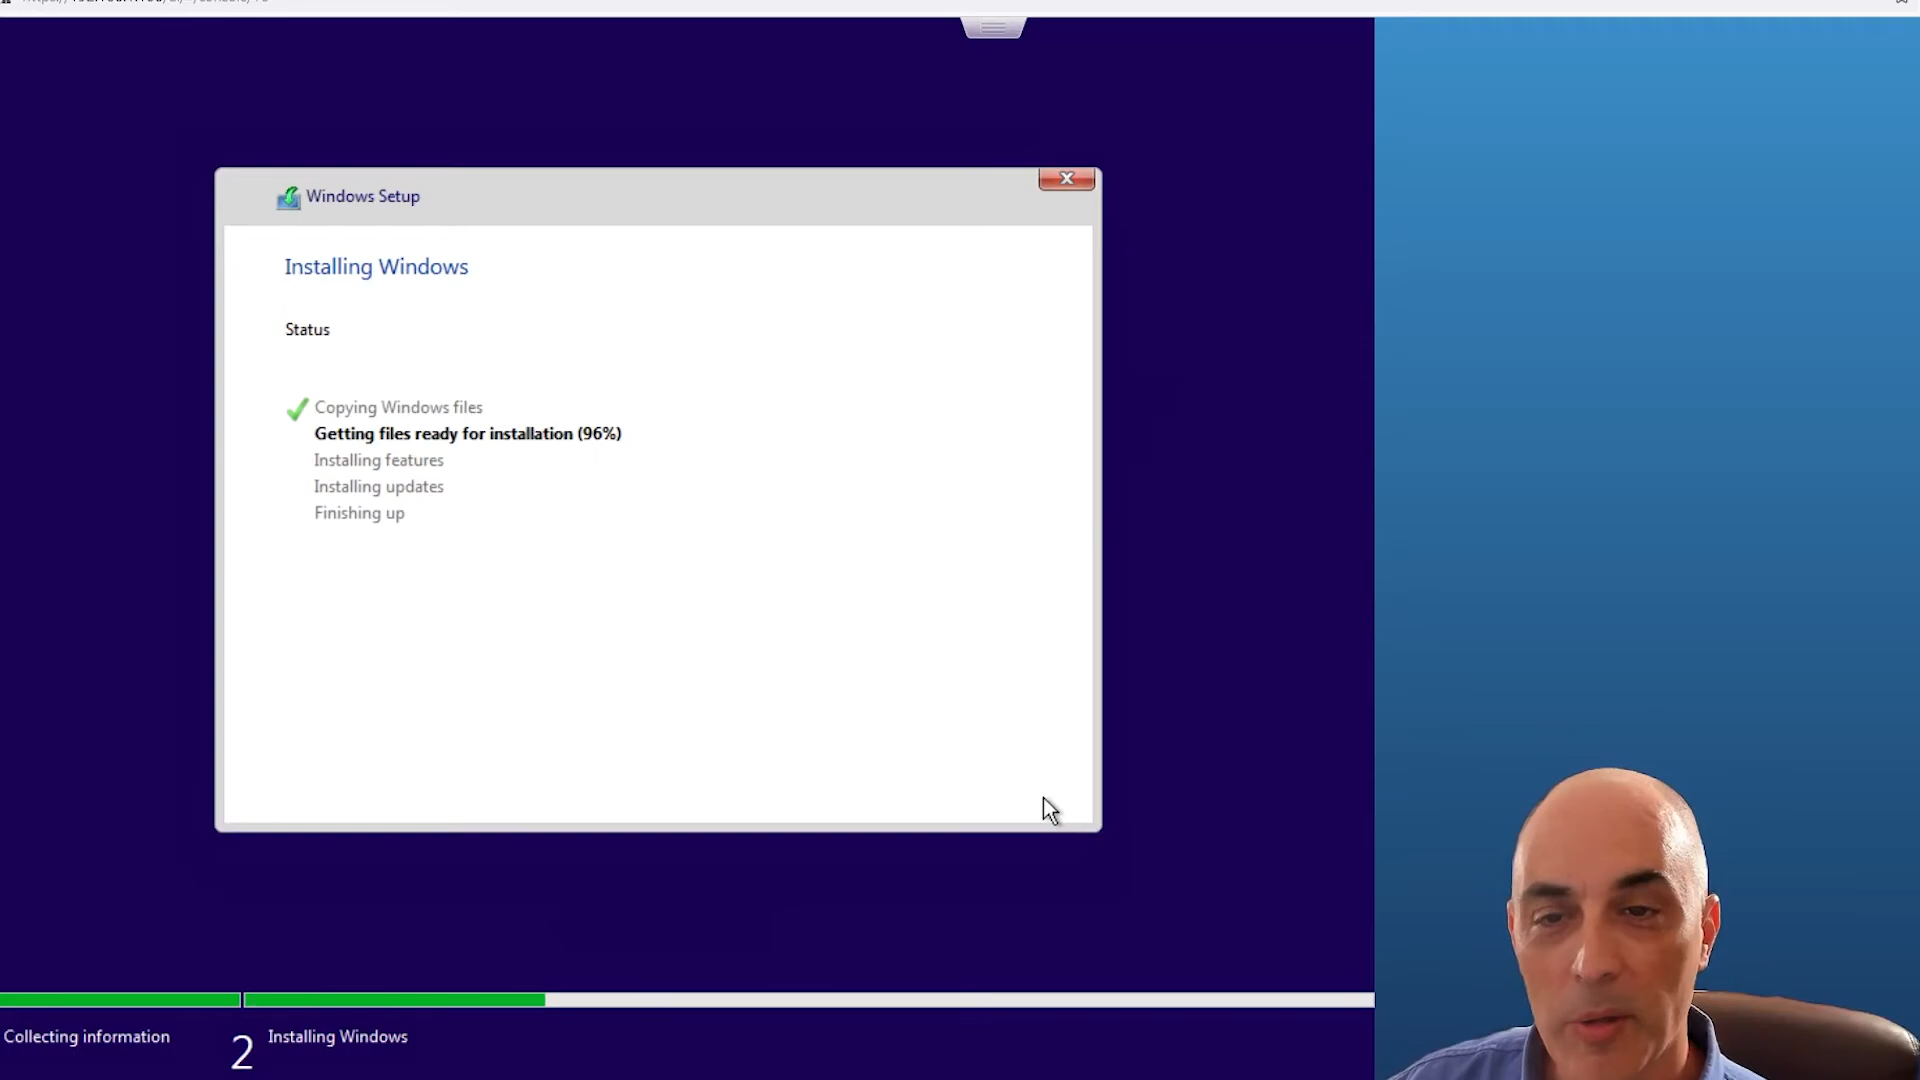 Windows Setup
Installing Windows
Status
Copying Windows files
Getting files ready for installation (96%)
Installing features
Installing updates
Finishing up
Collecting information
2 Installing Windows